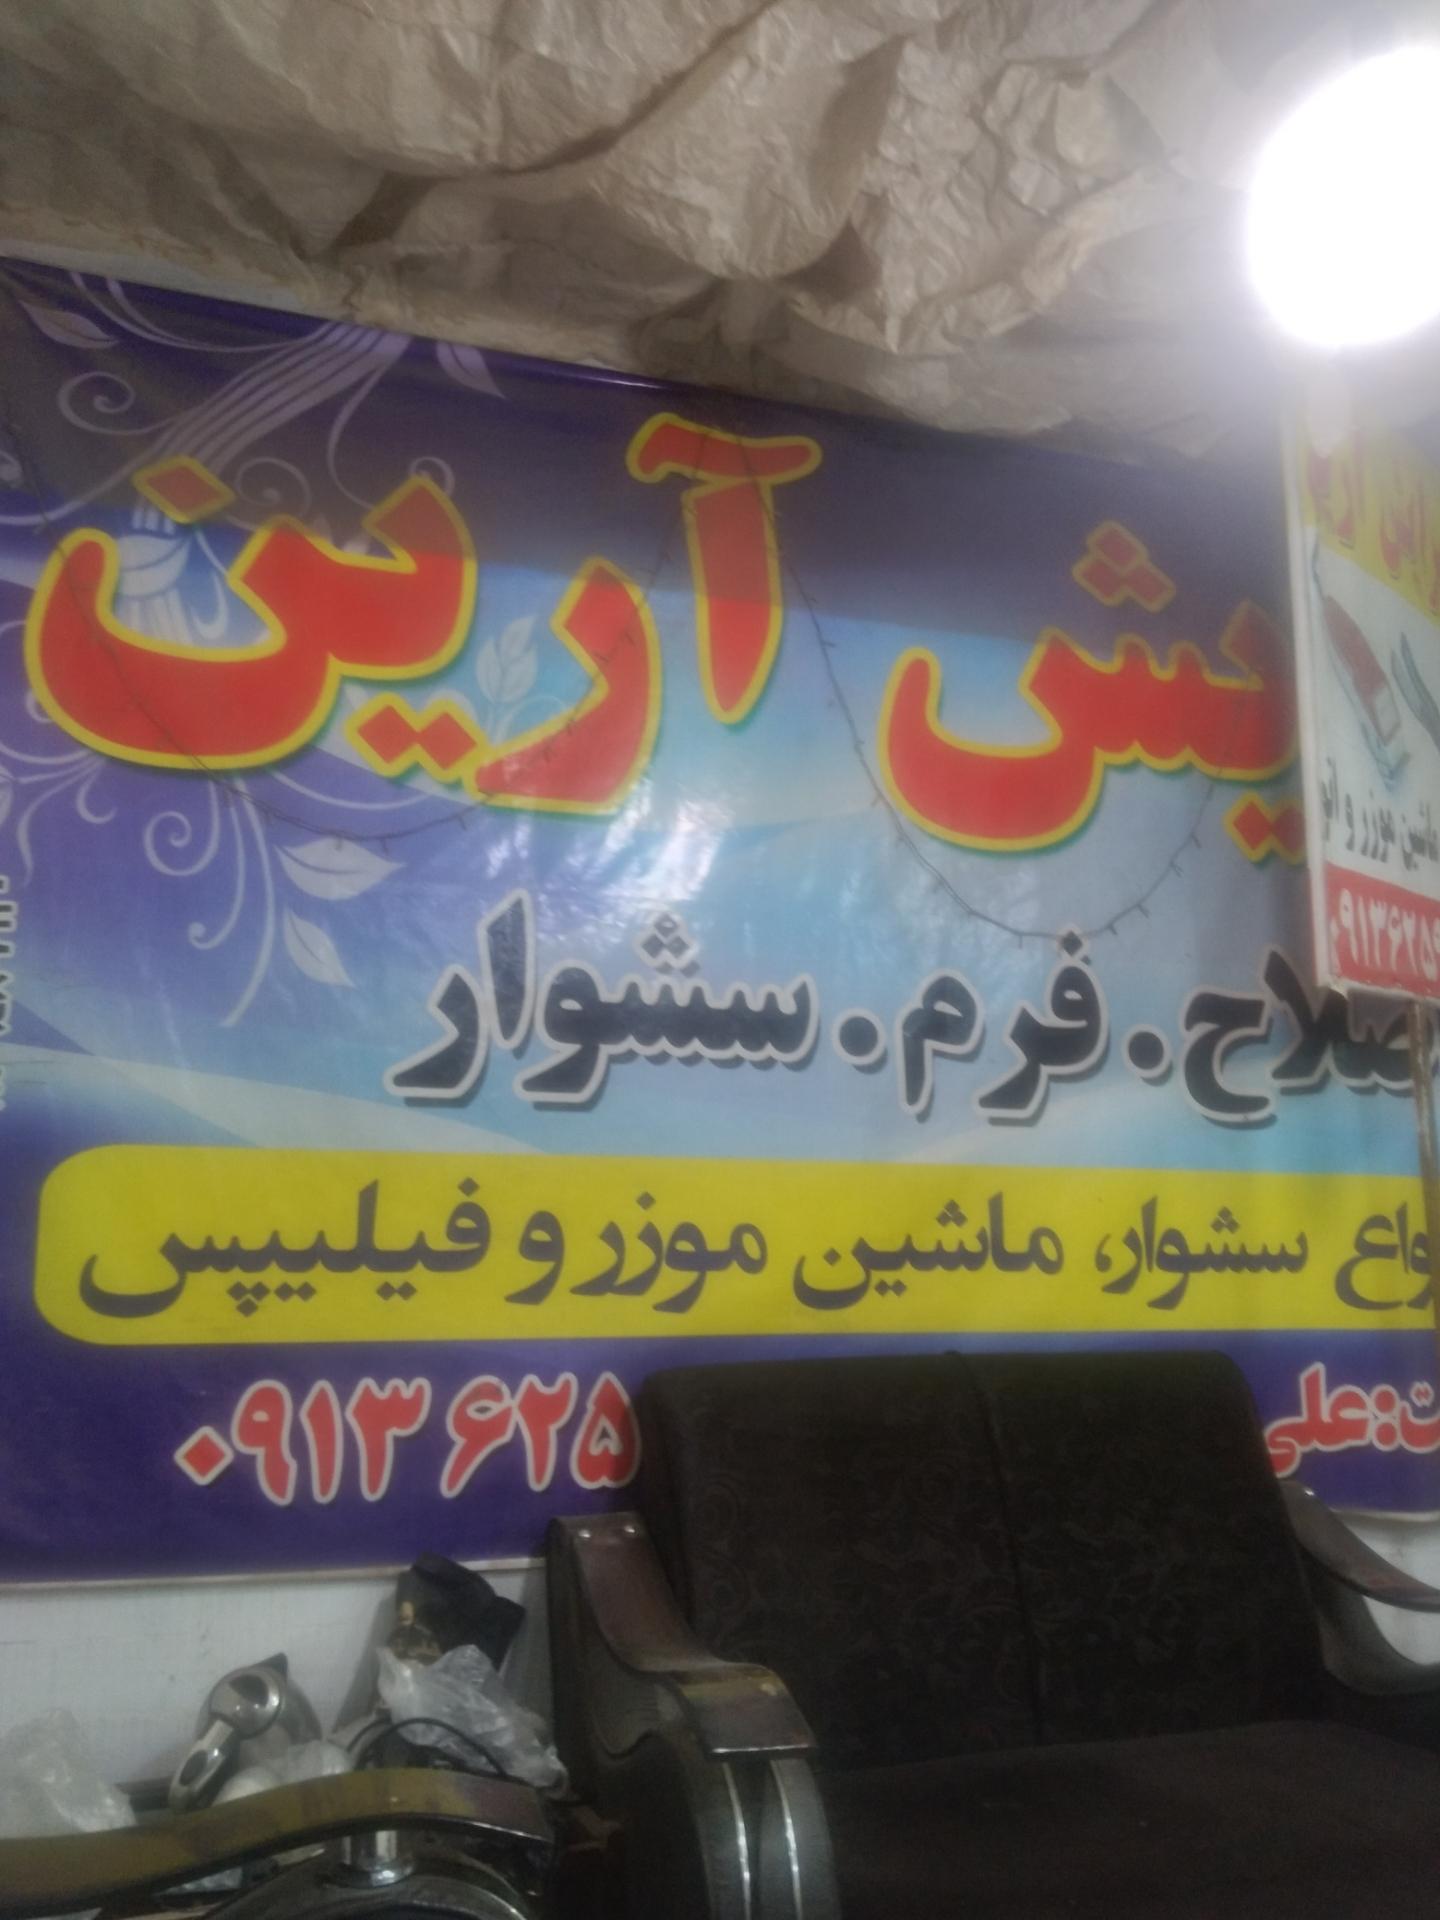 یش آرین
صلاح . فرم . سشوار
واع سشوار، ماشین موزر و فیلیپس
ت: علی
۰۹۱۳ ۶۲۵
ماشین موزر و
۰۹۱۳۶۲۵